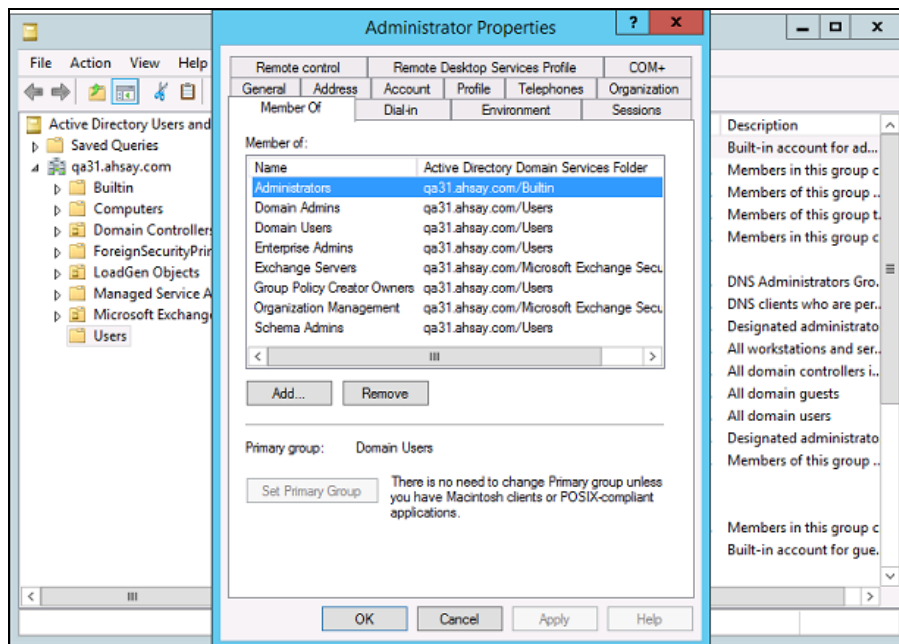 Administrator Properties
?
x
x
File Action View Help
Active Directory Users and
Saved Queries
qa31.ahsay.com
Builtin
Computers
Domain Controllers
ForeignSecurityPrin
LoadGen Objects
Managed Service A
Microsoft Exchange
Users
Remote control Remote Desktop Services Profile COM+
General Address Account Profile Telephones Organization
Member Of Dial-in Environment Sessions
Member of:
Name Active Directory Domain Services Folder
Administrators qa31.ahsay.com/Builtin
Domain Admins qa31.ahsay.com/Users
Domain Users qa31.ahsay.com/Users
Enterprise Admins qa31.ahsay.com/Users
Exchange Servers qa31.ahsay.com/Microsoft Exchange Secu
Group Policy Creator Owners qa31.ahsay.com/Users
Organization Management qa31.ahsay.com/Microsoft Exchange Secu
Schema Admins qa31.ahsay.com/Users
Add... Remove
Primary group: Domain Users
Set Primary Group
There is no need to change Primary group unless
you have Macintosh clients or POSIX-compliant
applications.
OK Cancel Apply Help
Description
Built-in account for ad...
Members in this group c
Members of this group ..
Members of this group t.
Members in this group c
DNS Administrators Gro.
DNS clients who are per..
Designated administrato
All workstations and ser..
All domain controllers i..
All domain guests
All domain users
Designated administrato
Members of this group ..
Members in this group c
Built-in account for gue.